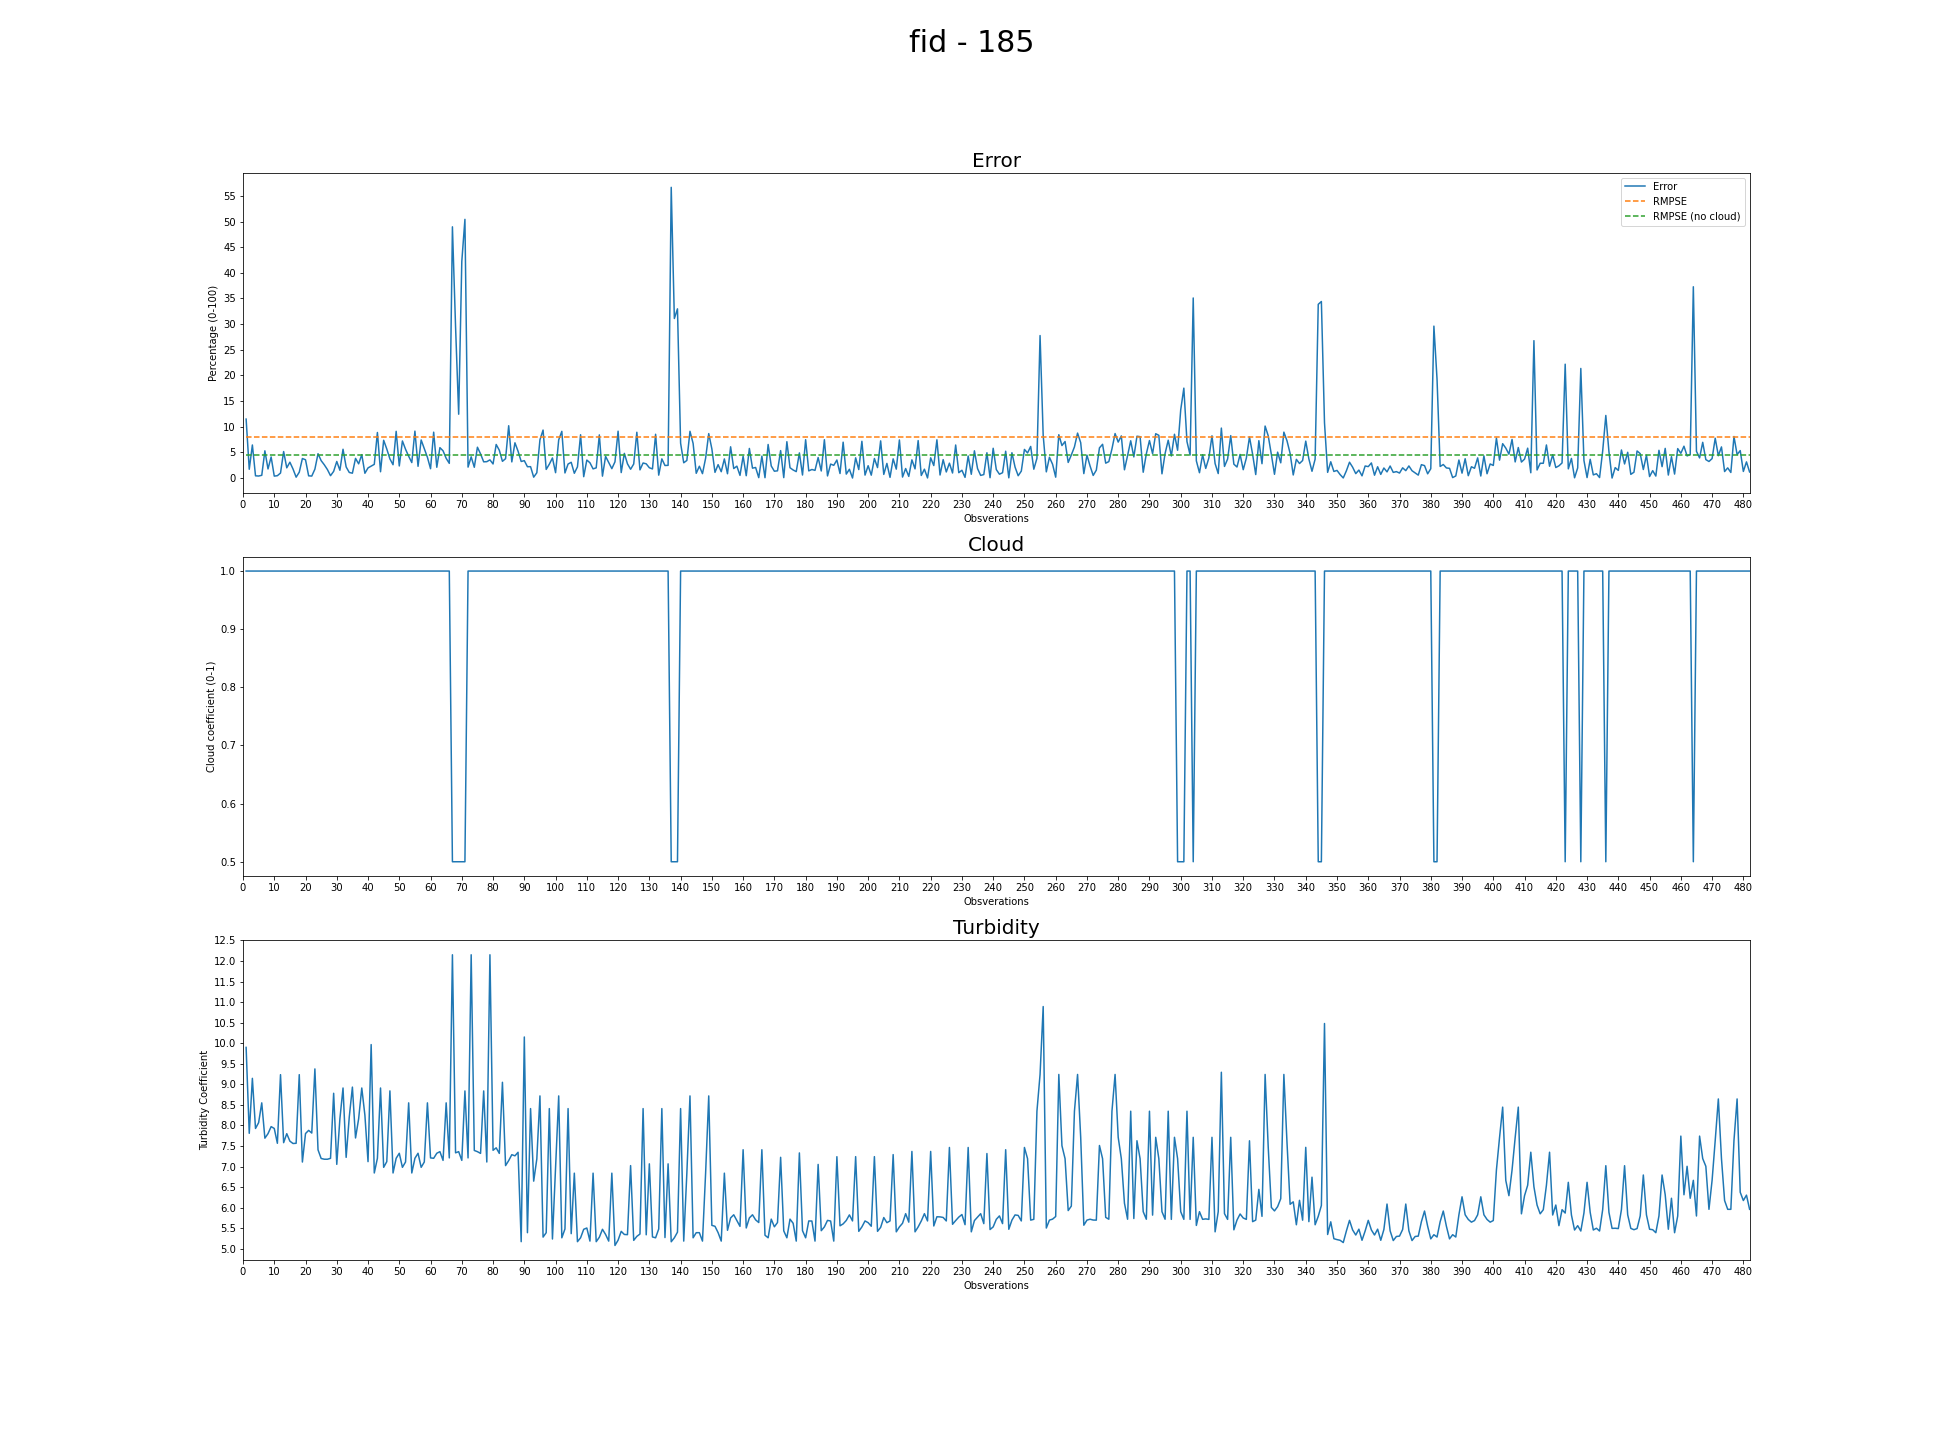 fid - 185
Error
Error
RMPSE
RMPSE (no cloud)
Percentage (0-100)
55
50
45
40
35
30
25
20
15
10
5
0
0 10 20 30 40 50 60 70 80 90 100 110 120 130 140 150 160 170 180 190 200 210 220 230 240 250 260 270 280 290 300 310 320 330 340 350 360 370 380 390 400 410 420 430 440 450 460 470 480
Obsverations
Cloud
Cloud coefficient (0-1)
1.0
0.9
0.8
0.7
0.6
0.5
0 10 20 30 40 50 60 70 80 90 100 110 120 130 140 150 160 170 180 190 200 210 220 230 240 250 260 270 280 290 300 310 320 330 340 350 360 370 380 390 400 410 420 430 440 450 460 470 480
Obsverations
Turbidity
Turbidity Coefficient
12.5
12.0
11.5
11.0
10.5
10.0
9.5
9.0
8.5
8.0
7.5
7.0
6.5
6.0
5.5
5.0
0 10 20 30 40 50 60 70 80 90 100 110 120 130 140 150 160 170 180 190 200 210 220 230 240 250 260 270 280 290 300 310 320 330 340 350 360 370 380 390 400 410 420 430 440 450 460 470 480
Obsverations